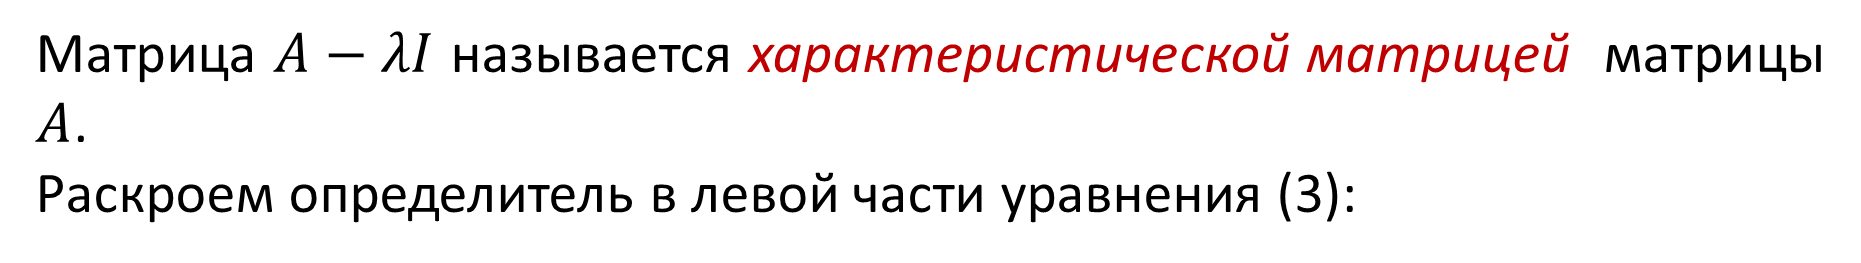 Матрица A − λI называется характеристической матрицей матрицы
A.
Раскроем определитель в левой части уравнения (3):